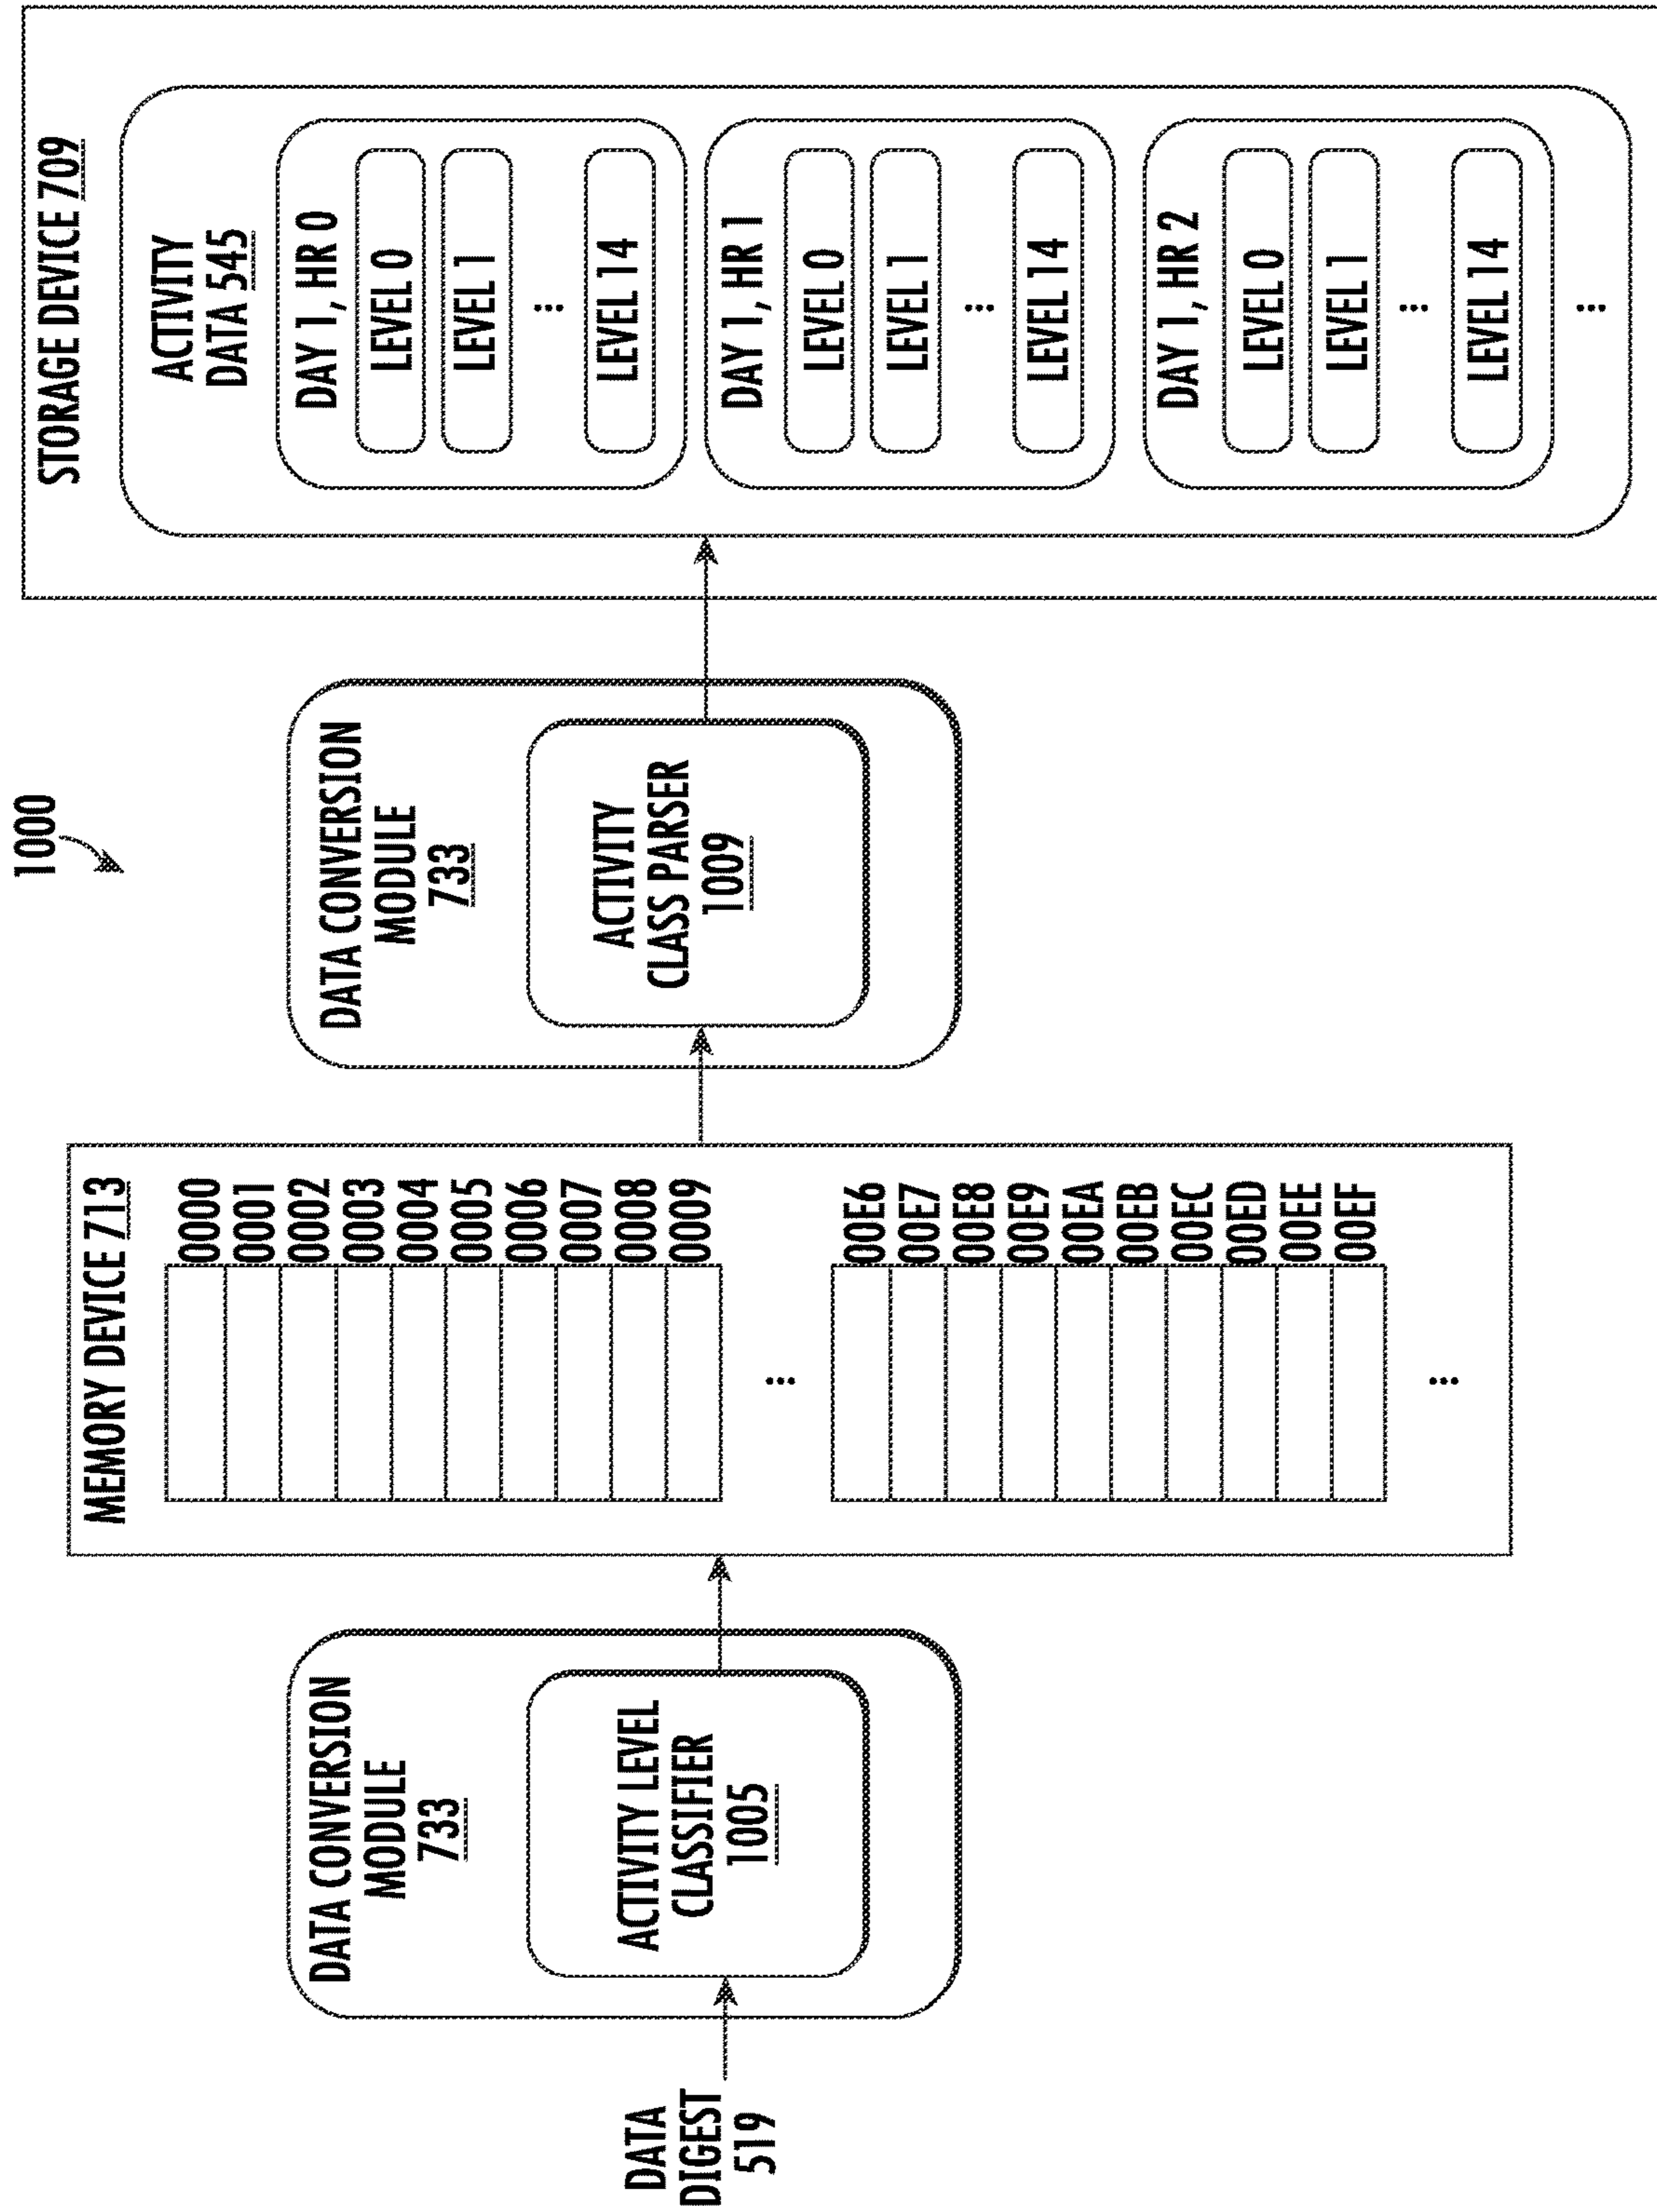 1000
DATA
DIGEST
519
DATA CONVERSION
MODULE
733
ACTIVITY LEVEL
CLASSIFIER
1005
MEMORY DEVICE 713
0000
0001
0002
0003
0004
0005
0006
0007
0008
0009
...
00E6
00E7
00E8
00E9
00EA
00EB
00EC
00ED
00EE
00EF
...
DATA CONVERSION
MODULE
733
ACTIVITY
CLASS PARSER
1009
STORAGE DEVICE 709
ACTIVITY
DATA 545
DAY 1, HR 0
LEVEL 0
LEVEL 1
...
LEVEL 14
DAY 1, HR 1
LEVEL 0
LEVEL 1
...
LEVEL 14
DAY 1, HR 2
LEVEL 0
LEVEL 1
...
LEVEL 14
...